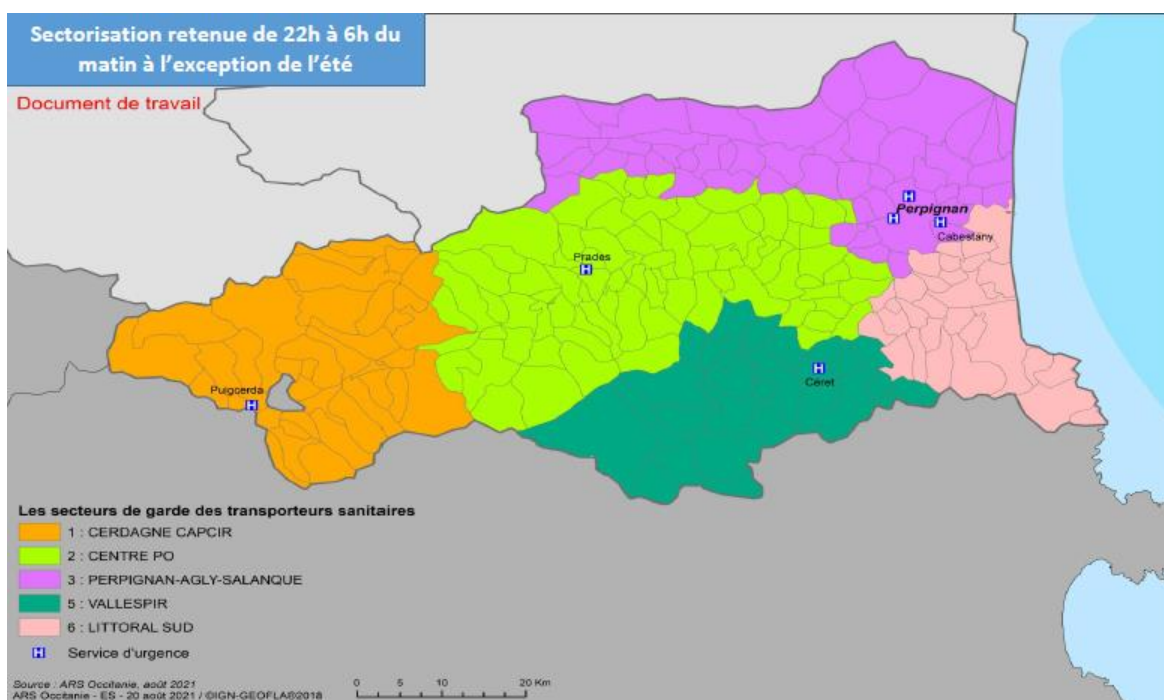 Sectorisation retenue de 22h à 6h du
matin à l'exception de l'été
Document de travail
Perpignan
Cabestany
Prades
Puigcerda
Céret
Les secteurs de garde des transporteurs sanitaires
1 : CERDAGNE CAPCIR
2 : CENTRE PO
3 : PERPIGNAN-AGLY-SALANQUE
5 : VALLESPIR
6 : LITTORAL SUD
H Service d'urgence
Source : ARS Occitanie, août 2021
ARS Occitanie - ES - 20 août 2021 / ©IGN-GEOFLA®2018
0 5 10 20 Km